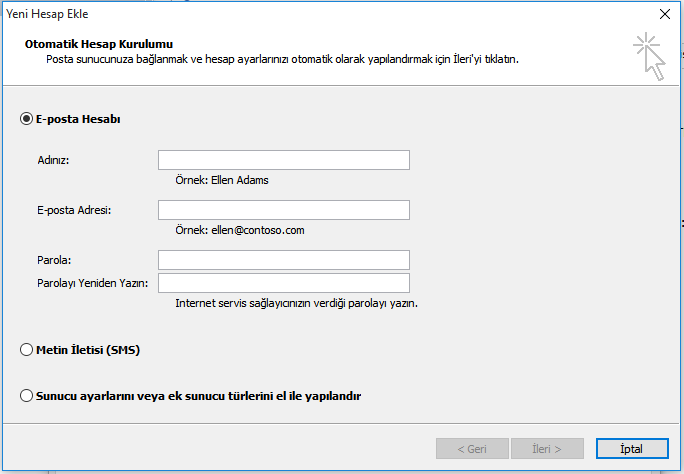 Yeni Hesap Ekle
Otomatik Hesap Kurulumu
Posta sunucunuza bağlanmak ve hesap ayarlarınızı otomatik olarak yapılandırmak için İleri'yi tıklatın.
E-posta Hesabı
Adınız:
Örnek: Ellen Adams
E-posta Adresi:
Örnek: ellen@contoso.com
Parola:
Parolayı Yeniden Yazın:
Internet servis sağlayıcınızın verdiği parolayı yazın.
Metin İletisi (SMS)
Sunucu ayarlarını veya ek sunucu türlerini el ile yapılandır
< Geri İleri > İptal